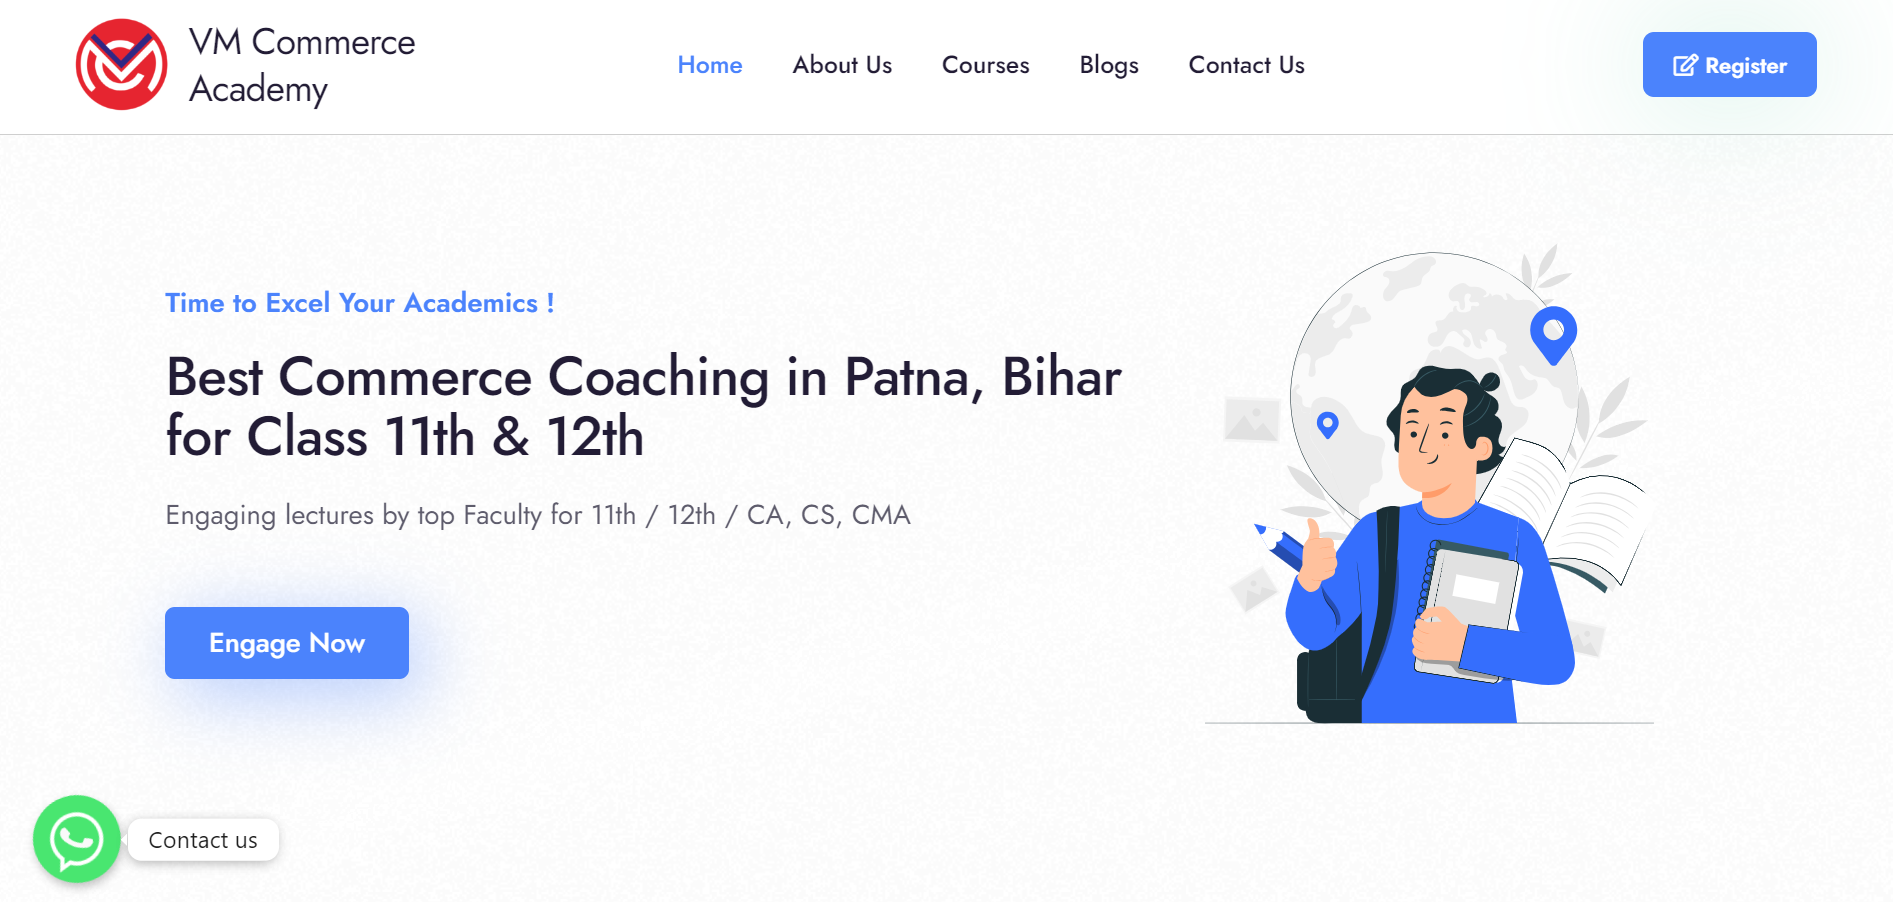 VM Commerce
Academy
Home
About Us
Courses
Blogs
Contact Us
Register
Time to Excel Your Academics !
Best Commerce Coaching in Patna, Bihar
for Class 11th & 12th
Engaging lectures by top Faculty for 11th / 12th / CA, CS, CMA
Engage Now
Contact us